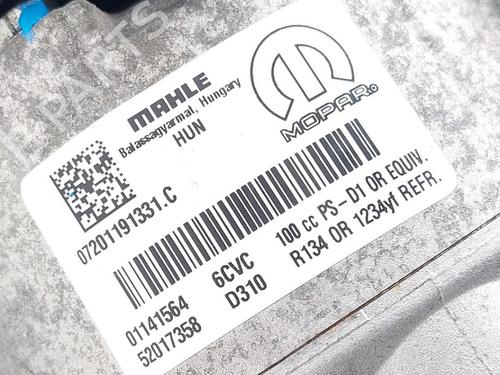 MAHLE
Balassagyarmat, Hungary
HUN
MOPAR®
07201191331.C
6CVC
D310
100 cc PS-D1 OR EQUIV.
R134 OR 1234yf REFR.
01141564
52017358